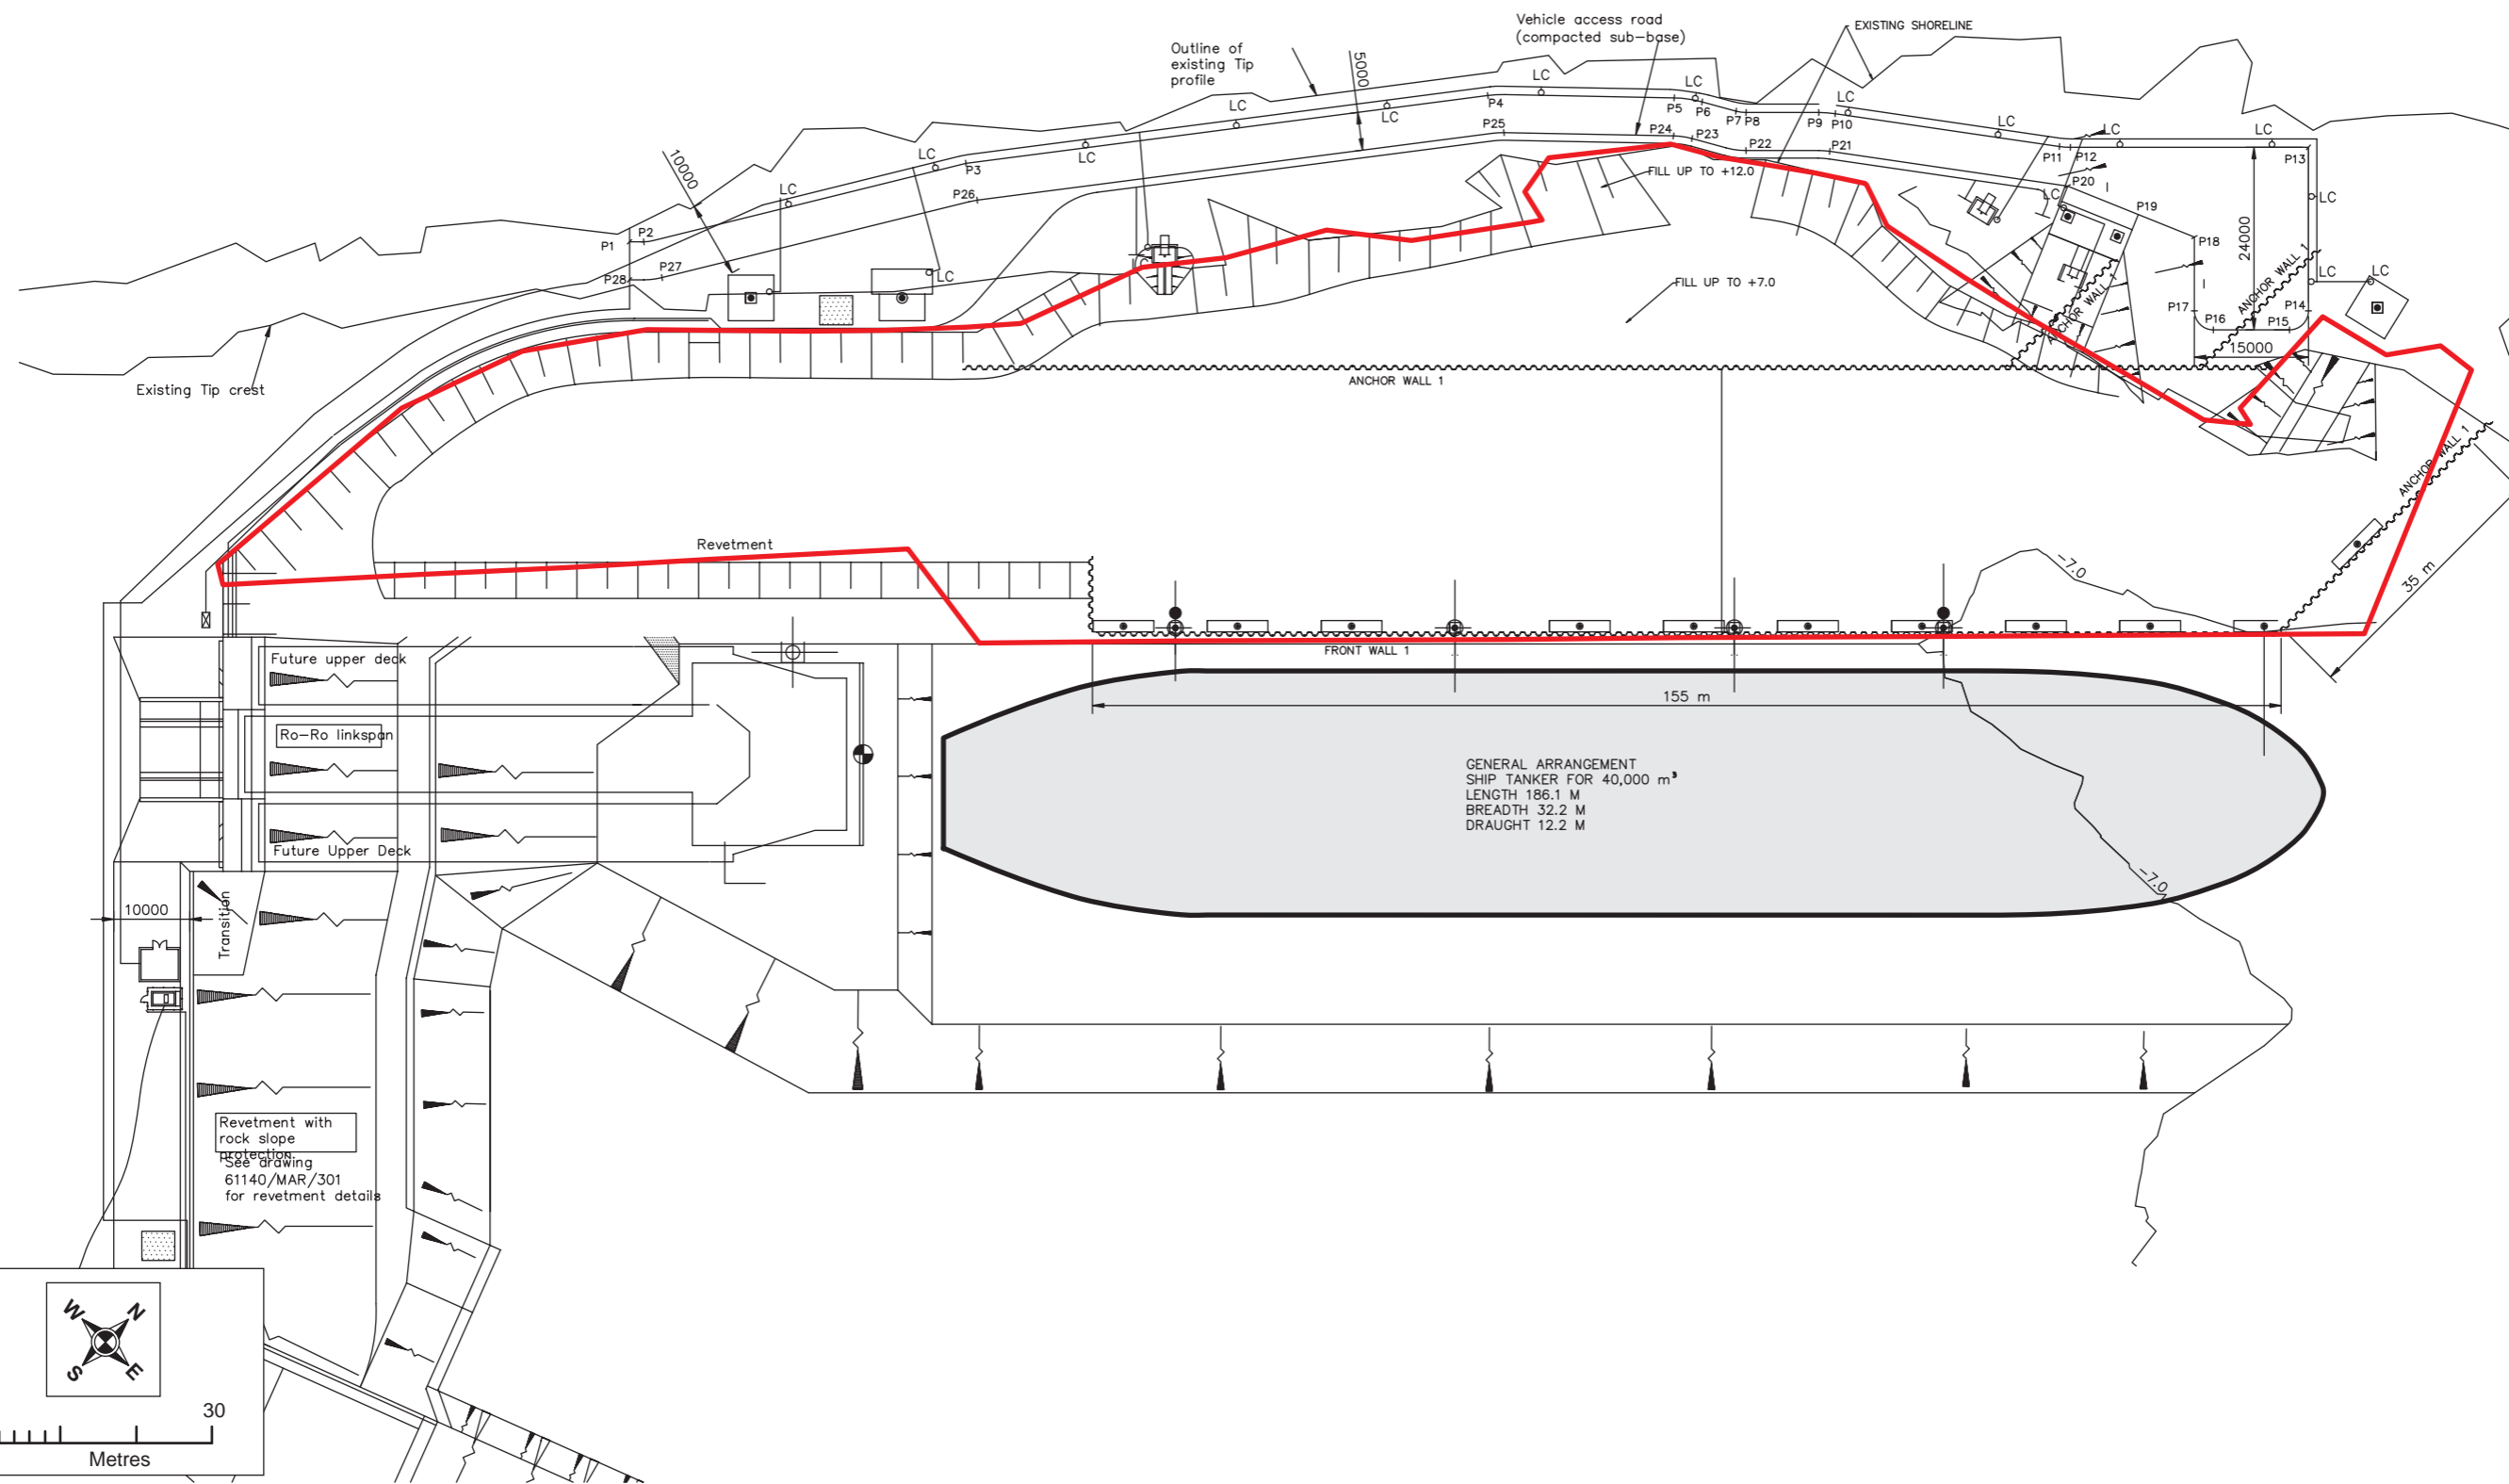 Vehicle access road
(compacted sub-base)
EXISTING SHORELINE
Outline of
existing Tip
profile
5000
LC
LC
LC
LC
LC
LC
LC
LC
LC
LC
LC
LC
P4
P5
P6
P7
P8
P9
P10
P11
P12
P13
P25
P24
P23
P22
P21
P3
10000
LC
P26
FILL UP TO +12.0
P20
LC
LC
P19
P1
P2
P18
24000
P28
P27
LC
LC
LC
LC
FILL UP TO +7.0
ANCHOR WALL 1
ANCHOR WALL 1
P17
P16
P15
P14
15000
Existing Tip crest
ANCHOR WALL 1
ANCHOR WALL 1
Revetment
-7.0
35 m
Future upper deck
FRONT WALL 1
155 m
Ro-Ro linkspan
GENERAL ARRANGEMENT
SHIP TANKER FOR 40,000 m³
LENGTH 186.1 M
BREADTH 32.2 M
DRAUGHT 12.2 M
Future Upper Deck
-7.0
10000
Transition
Revetment with
rock slope
protection.
See drawing
61140/MAR/301
for revetment details
W
N
S
E
30
Metres